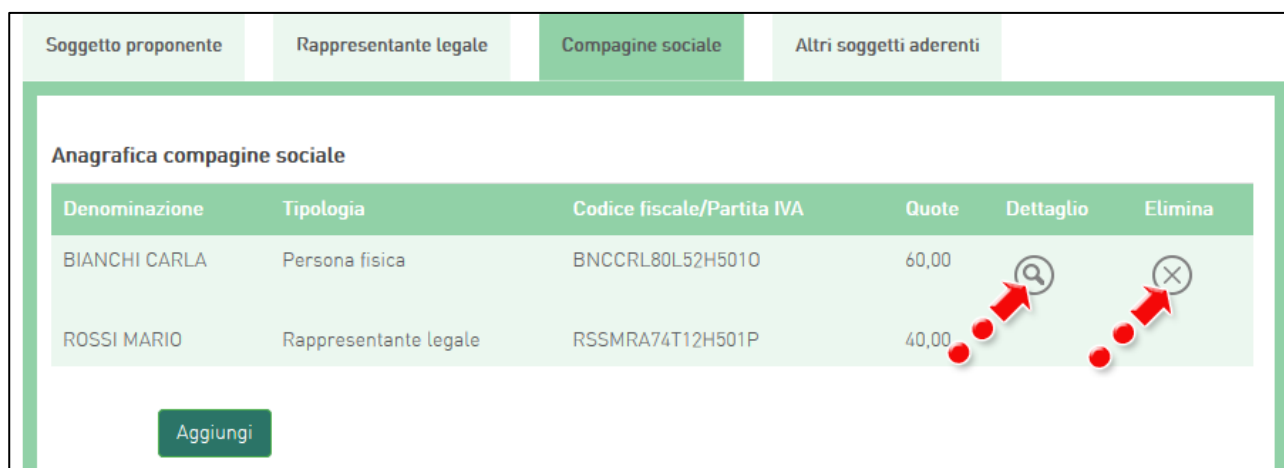 Soggetto proponente Rappresentante legale Compagine sociale Altri soggetti aderenti
Anagrafica compagine sociale
Denominazione Tipologia Codice fiscale/Partita IVA Quote Dettaglio Elimina
BIANCHI CARLA Persona fisica BNCCRL80L52H501O 60,00
ROSSI MARIO Rappresentante legale RSSMRA74T12H501P 40,00
Aggiungi